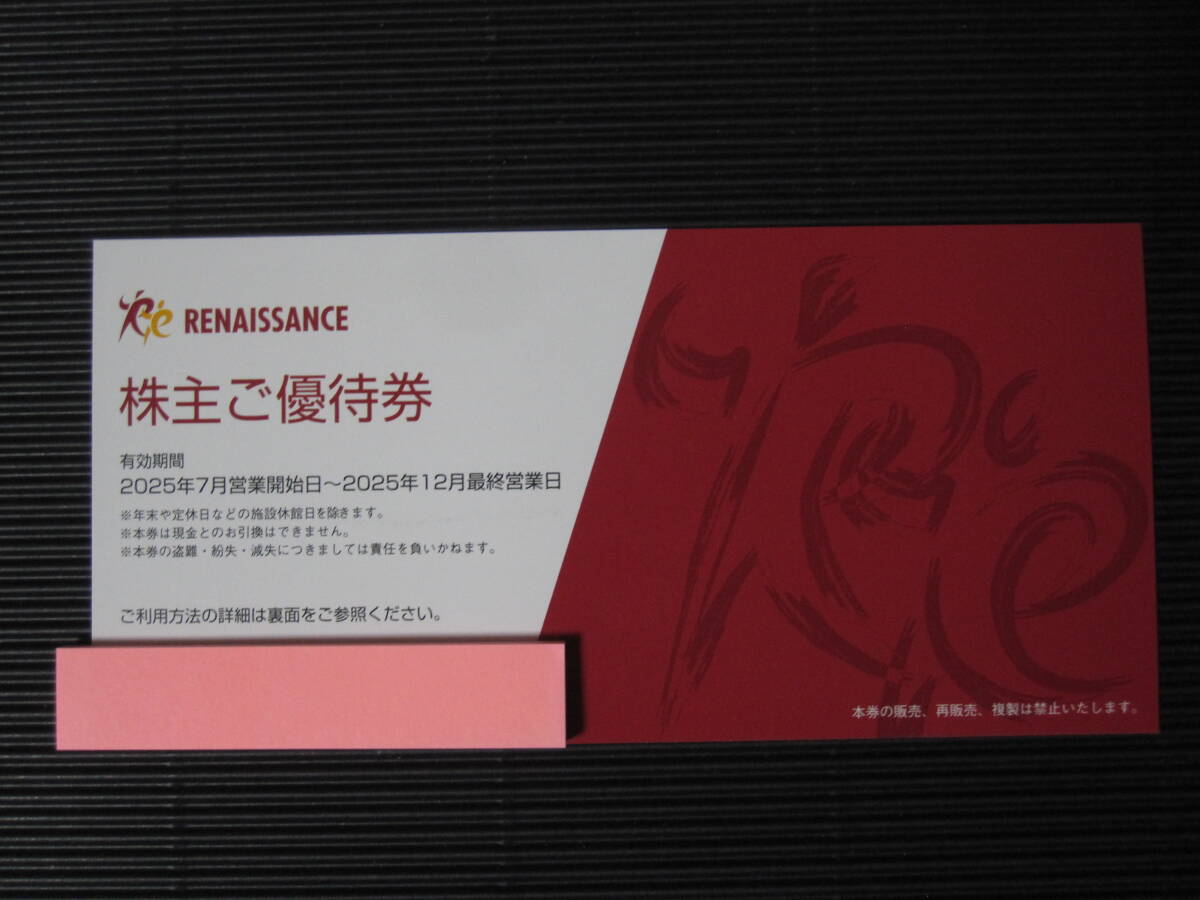 Re RENAISSANCE
株主ご優待券
有効期間
2025年7月営業開始日〜2025年12月最終営業日
※年末や定休日などの施設休館日を除きます。
※本券は現金とのお引換はできません。
※本券の盗難・紛失・滅失につきましては責任を負いかねます。
ご利用方法の詳細は裏面をご参照ください。
本券の販売、再販売、複製は禁止いたします。